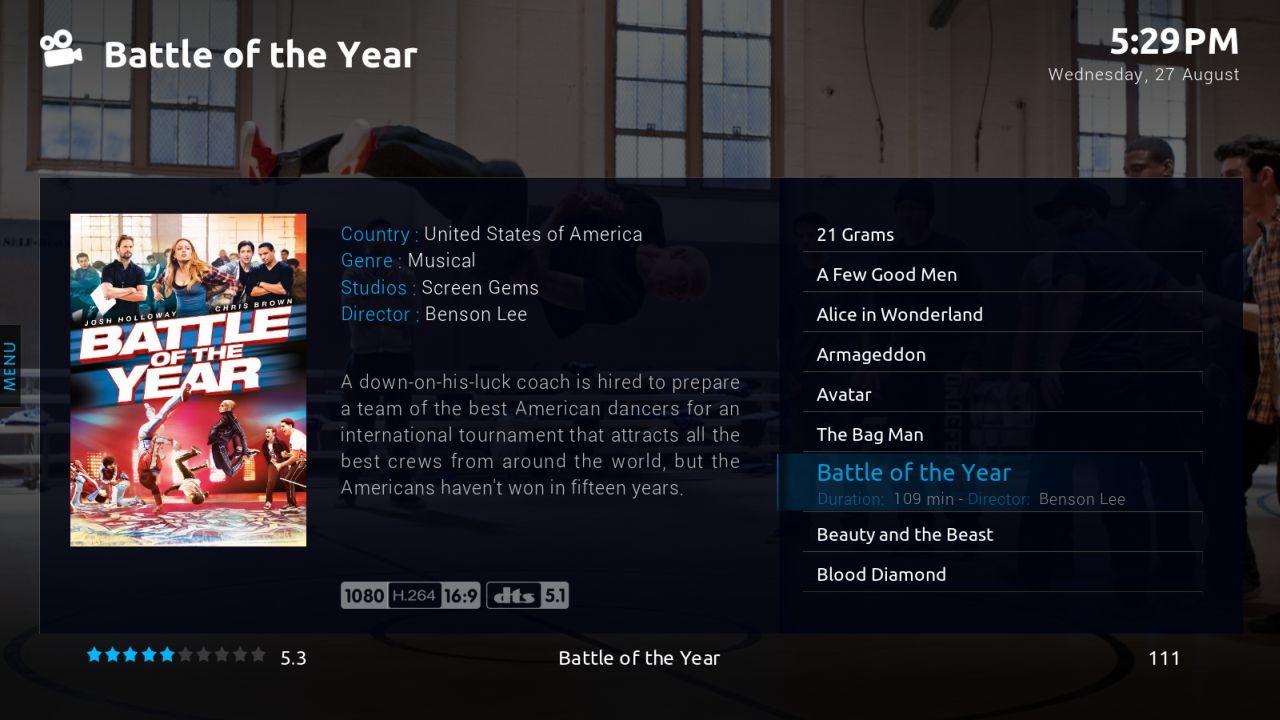 Battle of the Year
5:29PM
Wednesday, 27 August
MENU
JOSH HOLLOWAY CHRIS BROWN
BATTLE
OF THE
YEAR
Country : United States of America
Genre : Musical
Studios : Screen Gems
Director : Benson Lee
A down-on-his-luck coach is hired to prepare
a team of the best American dancers for an
international tournament that attracts all the
best crews from around the world, but the
Americans haven't won in fifteen years.
1080 H.264 16:9 dts 5.1
21 Grams
A Few Good Men
Alice in Wonderland
Armageddon
Avatar
The Bag Man
Battle of the Year
Duration: 109 min - Director: Benson Lee
Beauty and the Beast
Blood Diamond
5.3
Battle of the Year
111